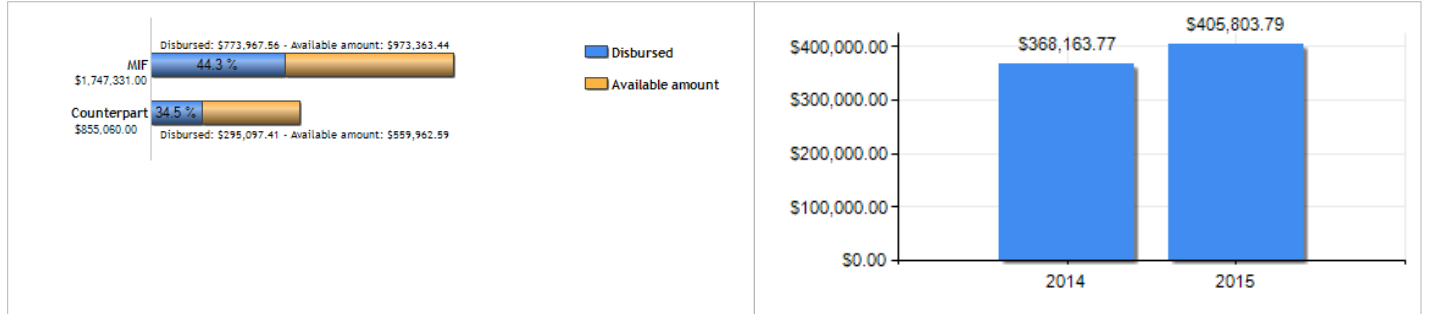 Disbursed: $773,967.56 - Available amount: $973,363.44
MIF
$1,747,331.00
44.3 %
Counterpart
$855,060.00
34.5 %
Disbursed: $295,097.41 - Available amount: $559,962.59
Disbursed
Available amount
$400,000.00
$300,000.00
$200,000.00
$100,000.00
$0.00
$368,163.77
$405,803.79
2014
2015